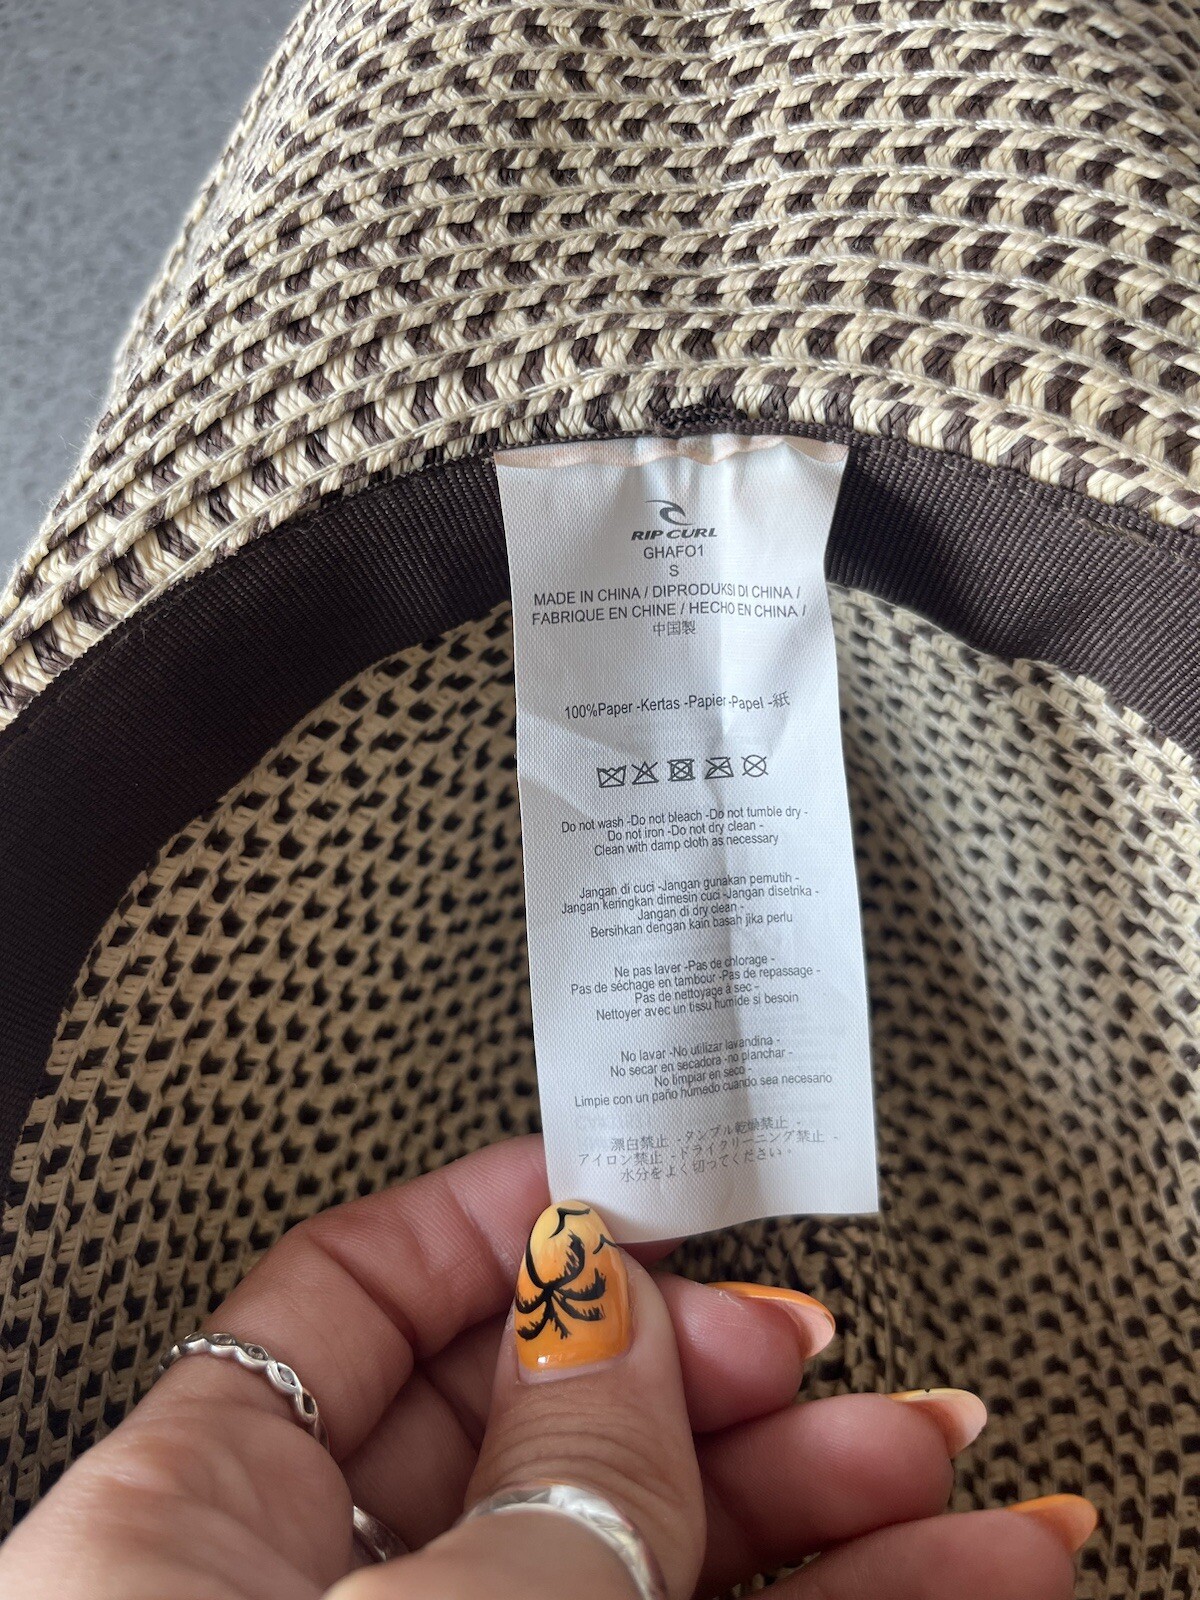 RIP CURL
GHAFO1
S
MADE IN CHINA / DIPRODUKSI DI CHINA /
FABRIQUE EN CHINE / HECHO EN CHINA /
中国製
100%Paper -Kertas -Papier-Papel -紙
Do not wash -Do not bleach -Do not tumble dry -
Do not iron -Do not dry clean -
Clean with damp cloth as necessary
Jangan di cuci -Jangan gunakan pemutih -
Jangan keringkan dimesin cuci -Jangan disetrika -
Jangan di dry clean -
Bersihkan dengan kain basah jika perlu
Ne pas laver -Pas de chlorage -
Pas de séchage en tambour -Pas de repassage -
Pas de nettoyage à sec -
Nettoyer avec un tissu humide si besoin
No lavar -No utilizar lavandina -
No secar en secadora -no planchar -
No limpiar en seco -
Limpie con un paño húmedo cuando sea necesario
漂白禁止 -タンブル乾燥禁止 -
アイロン禁止 -ドライクリーニング禁止 -
水分をよく切ってください・